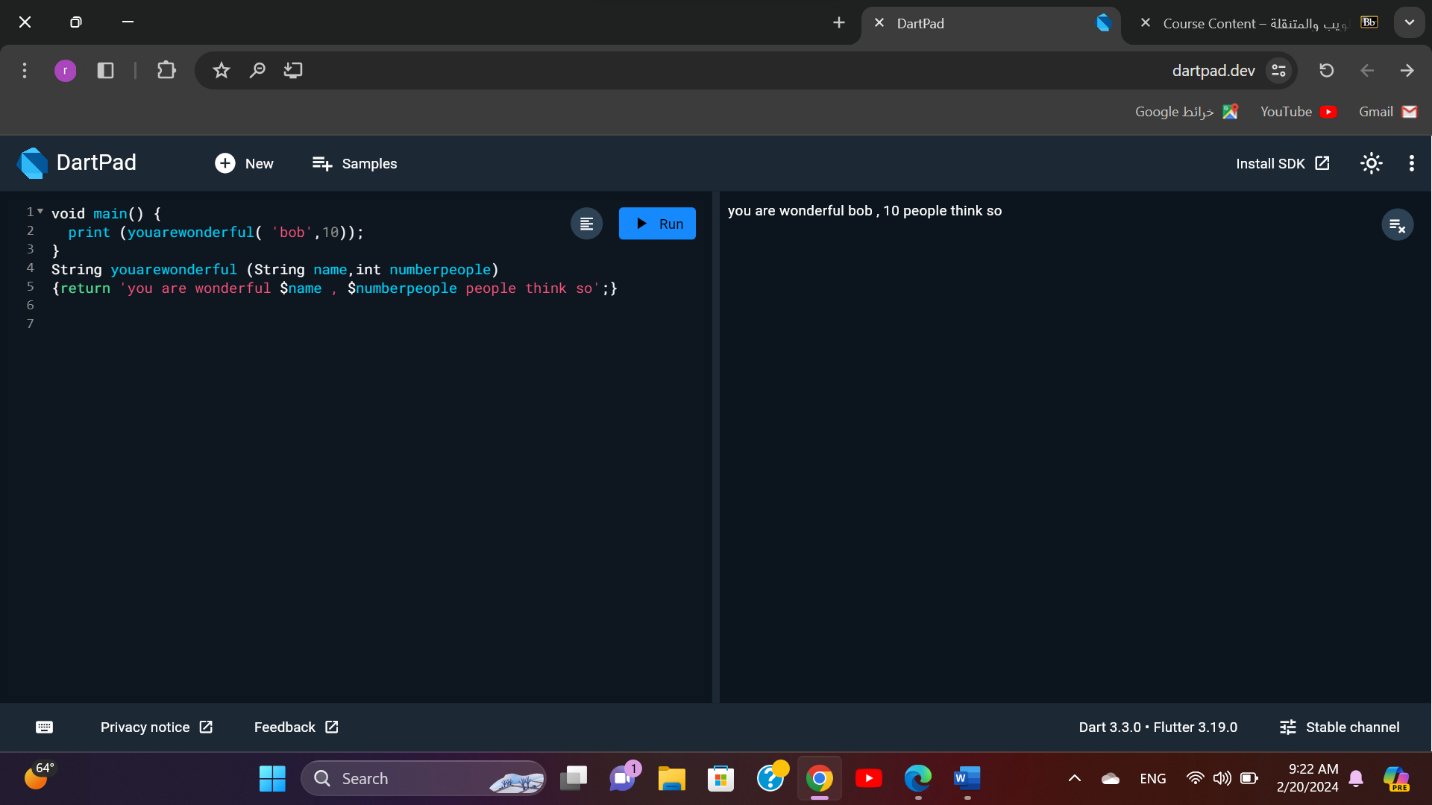 DartPad
Course Content – ويب والمتنقلة
r
dartpad.dev
Google خرائط
YouTube
Gmail
DartPad
New
Samples
Install SDK
1 void main() {
2 print (youarewonderful( 'bob',10));
3 }
4 String youarewonderful (String name,int numberpeople)
5 {return 'you are wonderful $name , $numberpeople people think so';}
6
7
Run
you are wonderful bob , 10 people think so
Privacy notice
Feedback
Dart 3.3.0 • Flutter 3.19.0
Stable channel
64°
Search
1
ENG
9:22 AM
2/20/2024
PRE